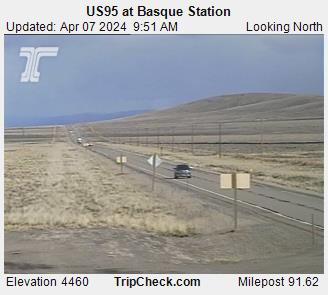 US95 at Basque Station
Updated: Apr 07 2024 9:51 AM Looking North
Elevation 4460 TripCheck.com Milepost 91.62